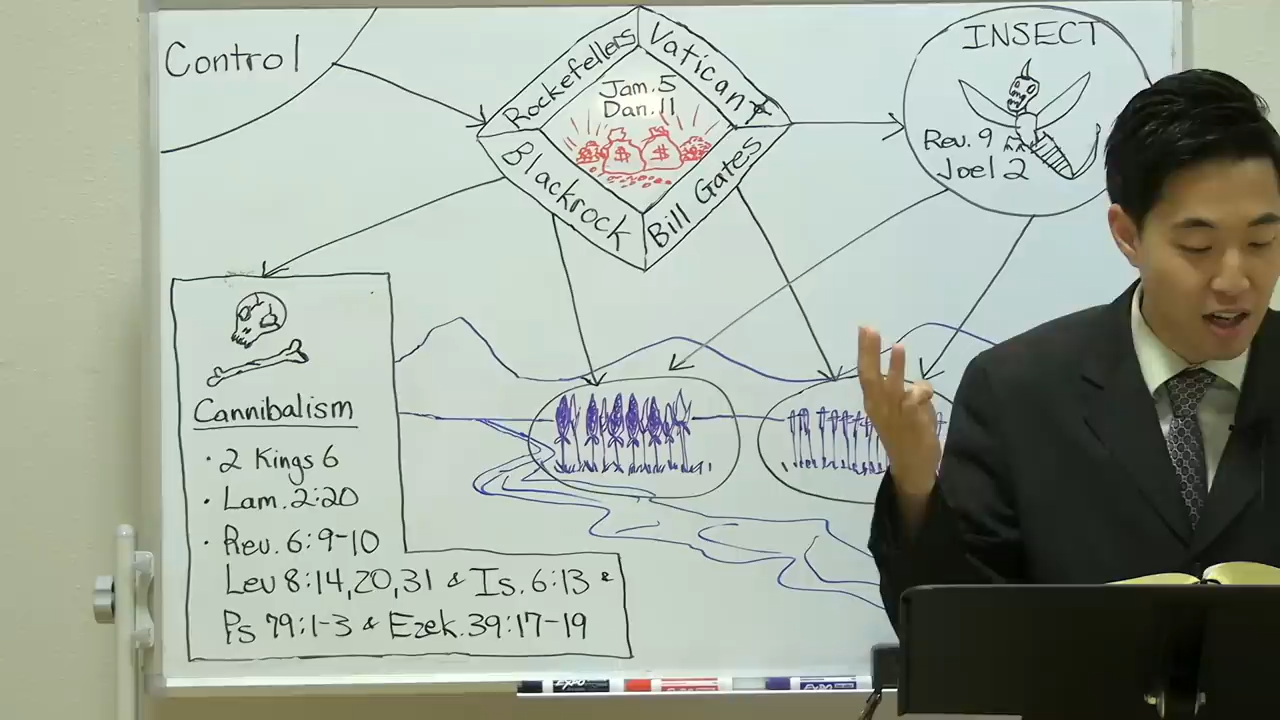 Control
Rockefellers
Vatican
Jam. 5
Dan. 11
$ $
Blackrock
Bill Gates
INSECT
Rev. 9
Joel 2
Cannibalism
· 2 Kings 6
· Lam. 2:20
· Rev. 6:9-10
Lev 8:14,20,31 & Is. 6:13 &
Ps 79:1-3 & Ezek. 39:17-19
EXPO
EXPO